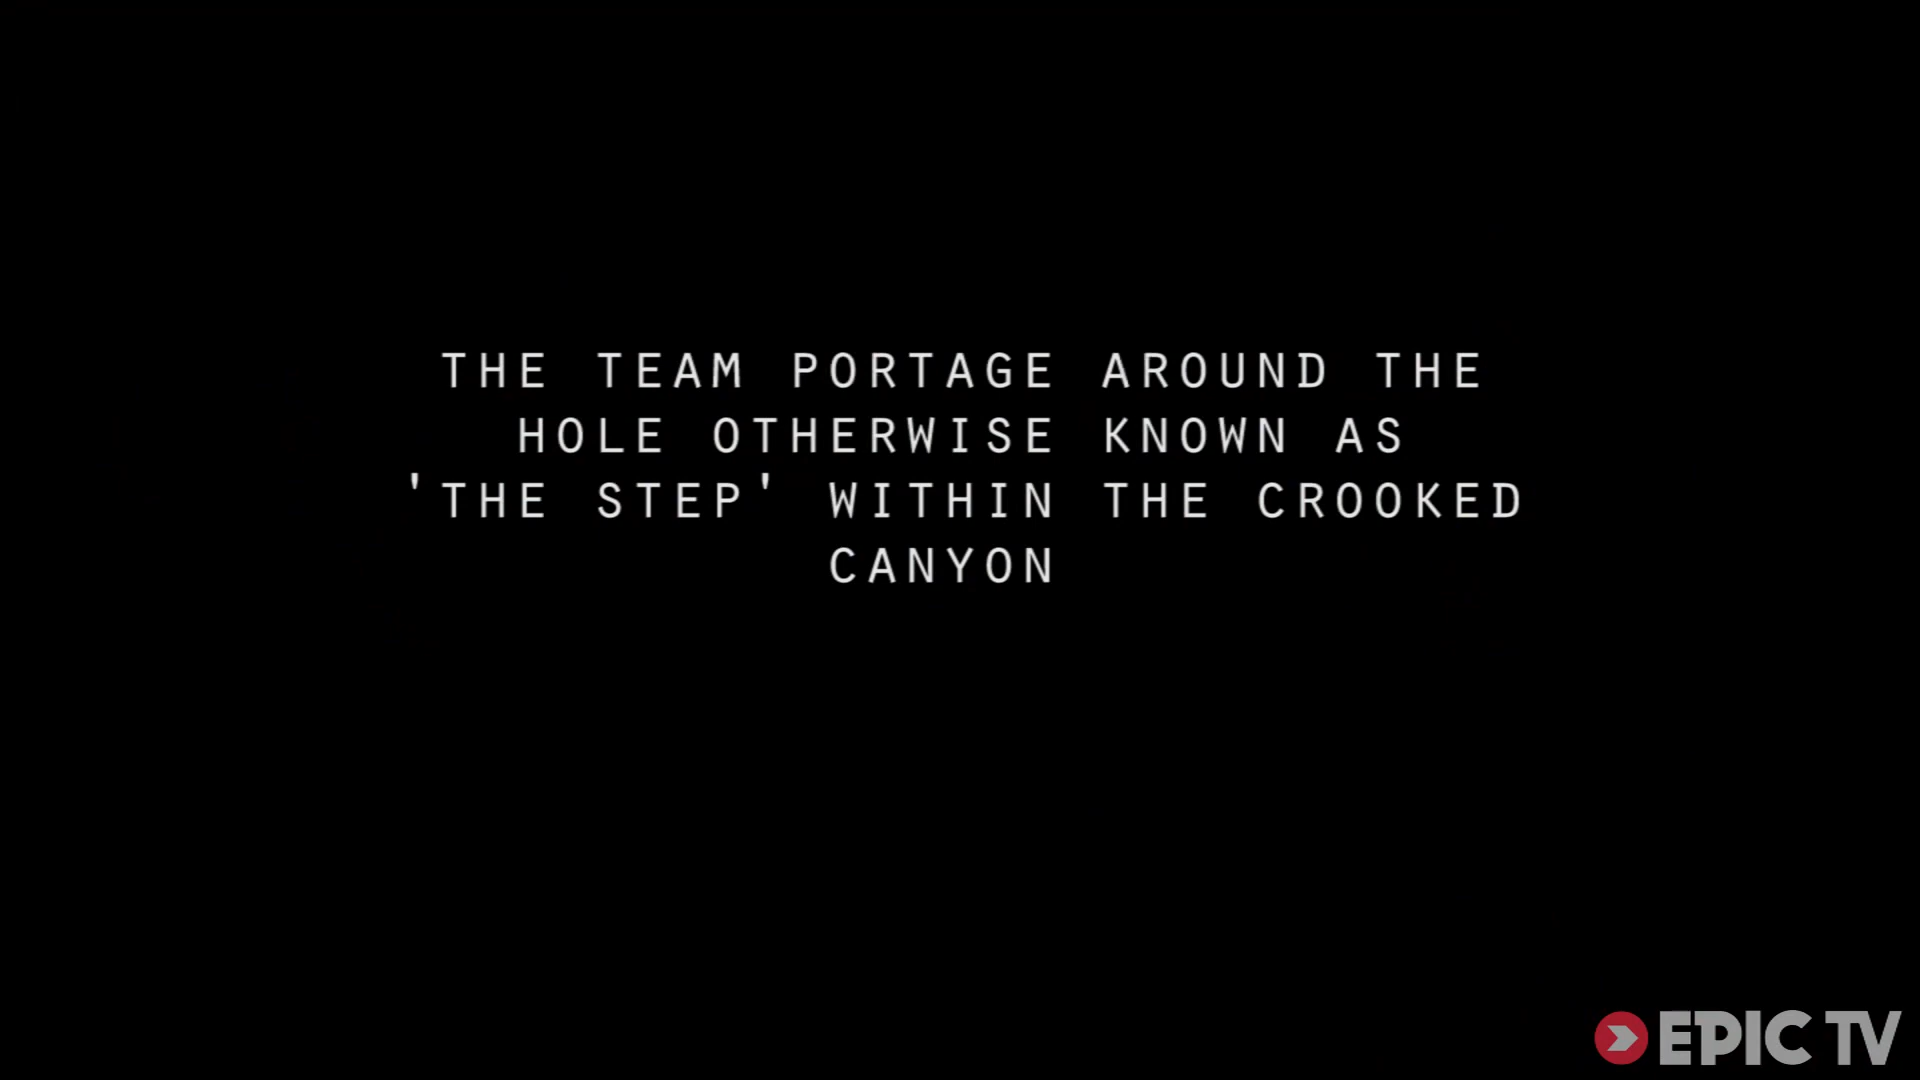 THE TEAM PORTAGE AROUND THE
HOLE OTHERWISE KNOWN AS
'THE STEP' WITHIN THE CROOKED
CANYON
EPIC TV